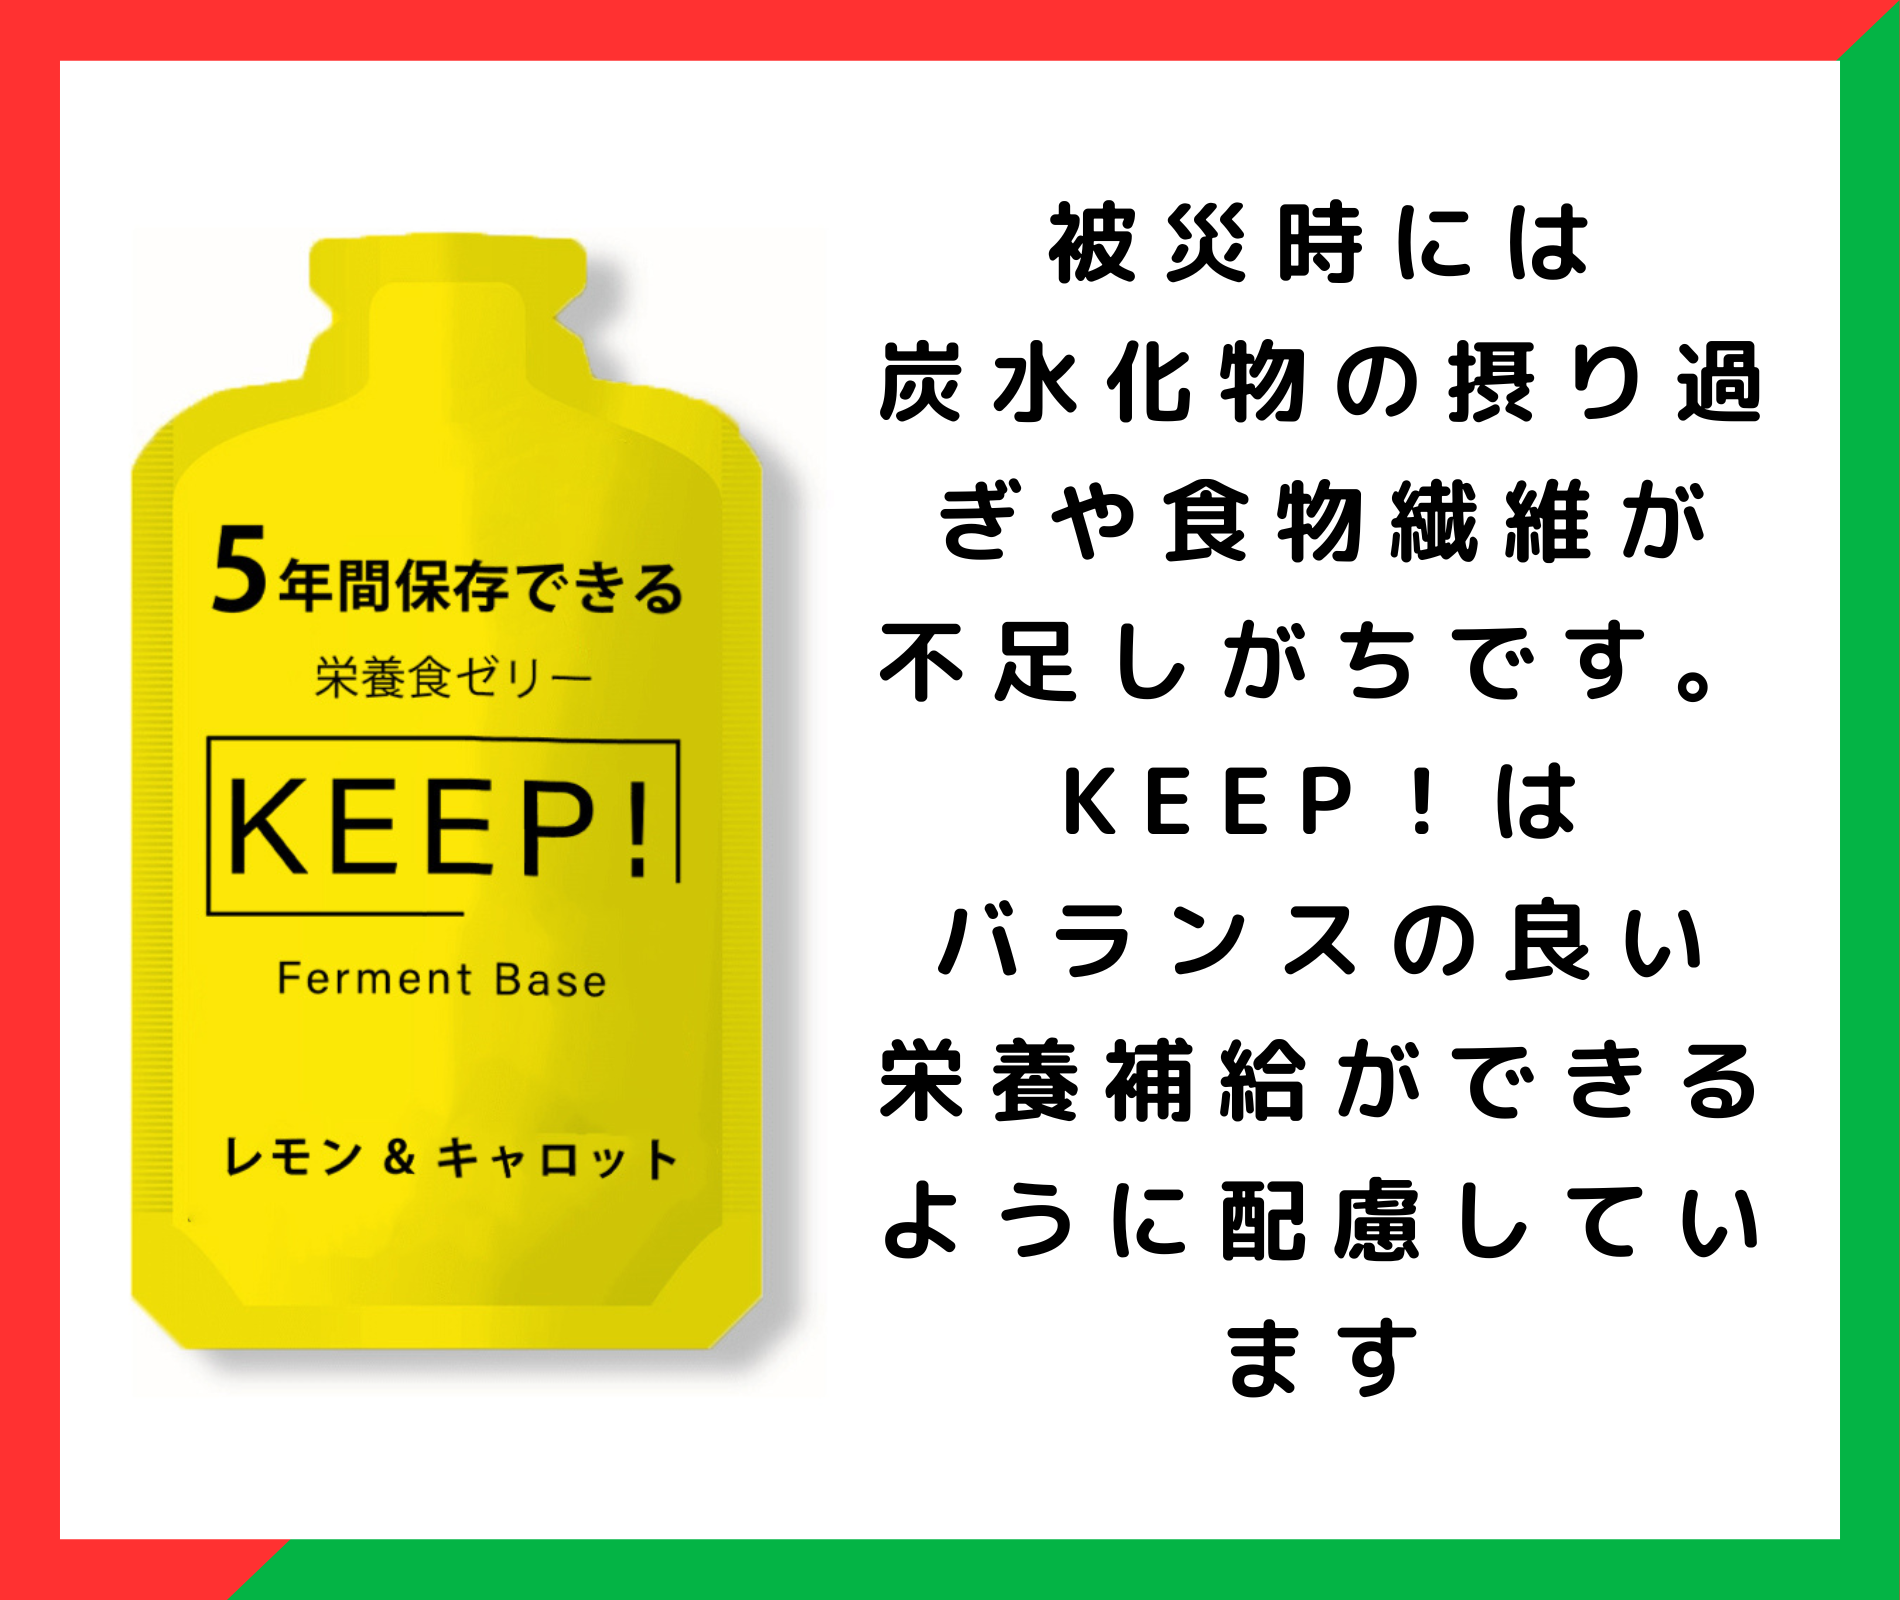 5年間保存できる
栄養食ゼリー
KEEP!
Ferment Base
レモン & キャロット
被災時には
炭水化物の摂り過
ぎや食物繊維が
不足しがちです。
KEEP！は
バランスの良い
栄養補給ができる
ように配慮してい
ます